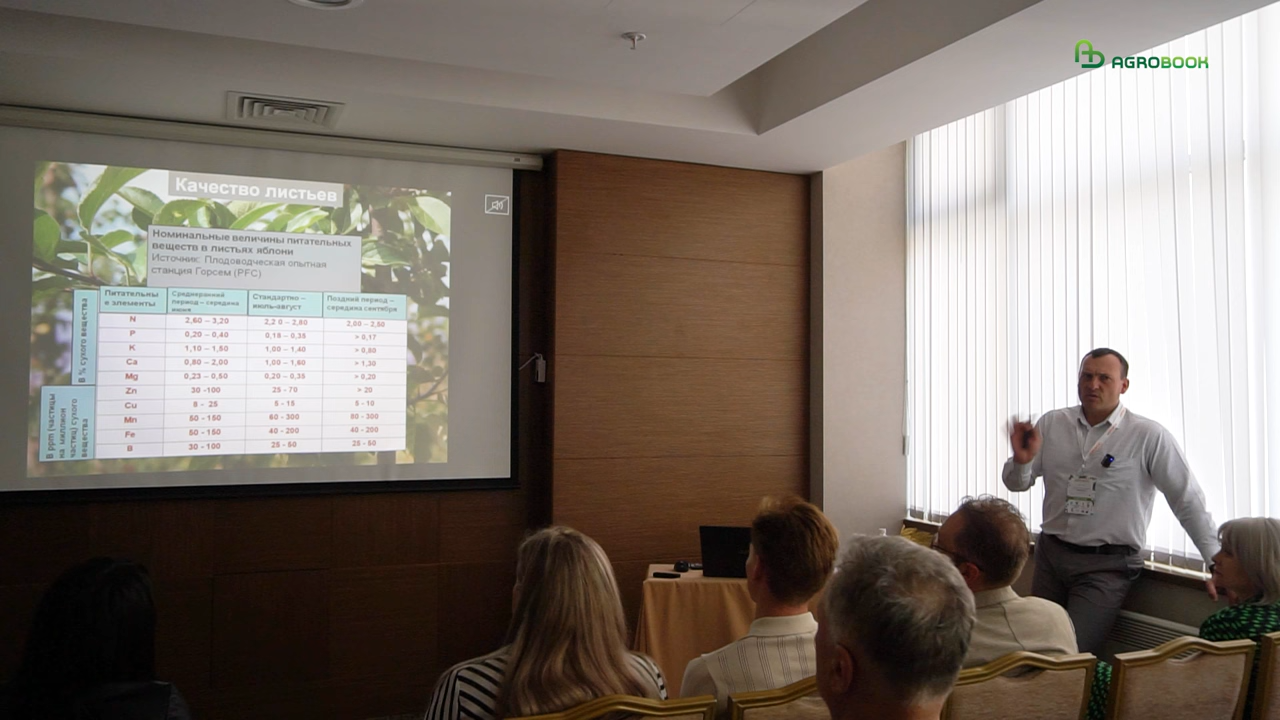 AGROBOOK
Качество листьев
Номинальные величины питательных
веществ в листьях яблони
Источник: Плодоводческая опытная
станция Горсем (PFC)
В % сухого вещества
Питательны
е элементы
Среднеранний
период – середина
июня
Стандартно –
июль-август
Поздний период –
середина сентября
N 2,60 – 3,20 2,2 0 – 2,80 2,00 – 2,50
P 0,20 – 0,40 0,18 – 0,35 > 0,17
K 1,10 – 1,50 1,00 – 1,40 > 0,80
Ca 0,80 – 2,00 1,00 – 1,60 > 1,30
Mg 0,23 – 0,50 0,20 – 0,35 > 0,20
В ppm (частицы
на миллион
частиц) сухого
вещества
Zn 30 -100 25 - 70 > 20
Cu 8 - 25 5 - 15 5 - 10
Mn 50 - 150 60 - 300 80 - 300
Fe 50 - 150 40 - 200 40 - 200
B 30 - 100 25 - 50 25 - 50